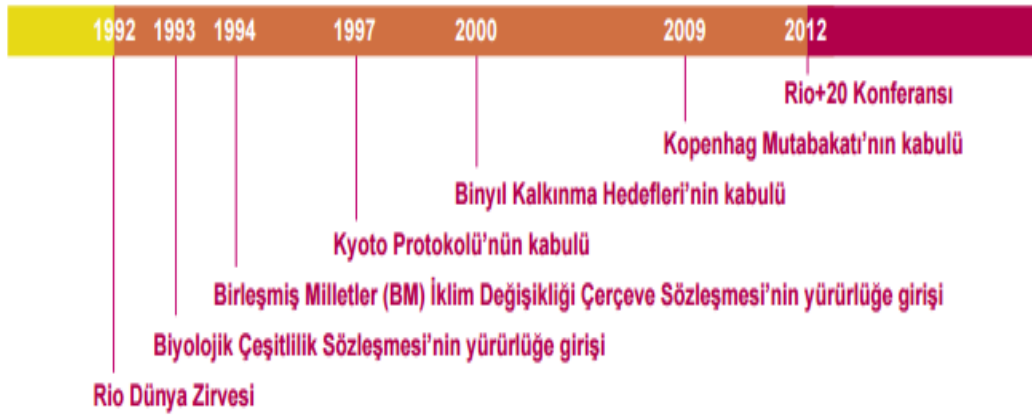 1992 1993 1994 1997 2000 2009 2012
Rio+20 Konferansı
Kopenhag Mutabakatı’nın kabulü
Binyıl Kalkınma Hedefleri’nin kabulü
Kyoto Protokolü’nün kabulü
Birleşmiş Milletler (BM) İklim Değişikliği Çerçeve Sözleşmesi’nin yürürlüğe girişi
Biyolojik Çeşitlilik Sözleşmesi’nin yürürlüğe girişi
Rio Dünya Zirvesi